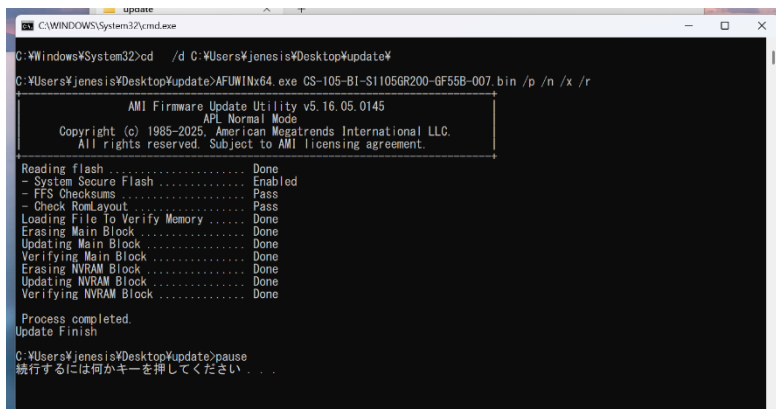 update
C:¥WINDOWS¥System32¥cmd.exe
C:¥Windows¥System32>cd   /d C:¥Users¥jenesis¥Desktop¥update¥
C:¥Users¥jenesis¥Desktop¥update>AFUWINx64.exe CS-105-BI-S1105GR200-GF55B-007.bin /p /n /x /r
AMI Firmware Update Utility v5.16.05.0145
APL Normal Mode
Copyright (c) 1985-2025, American Megatrends International LLC.
All rights reserved. Subject to AMI licensing agreement.
Reading flash ...................... Done
- System Secure Flash .............. Enabled
- FFS Checksums .................... Pass
- Check RomLayout .................. Pass
Loading File To Verify Memory ...... Done
Erasing Main Block ................. Done
Updating Main Block ................ Done
Verifying Main Block ............... Done
Erasing NVRAM Block ................ Done
Updating NVRAM Block ............... Done
Verifying NVRAM Block .............. Done
Process completed.
Update Finish
C:¥Users¥jenesis¥Desktop¥update>pause
続行するには何かキーを押してください . . .